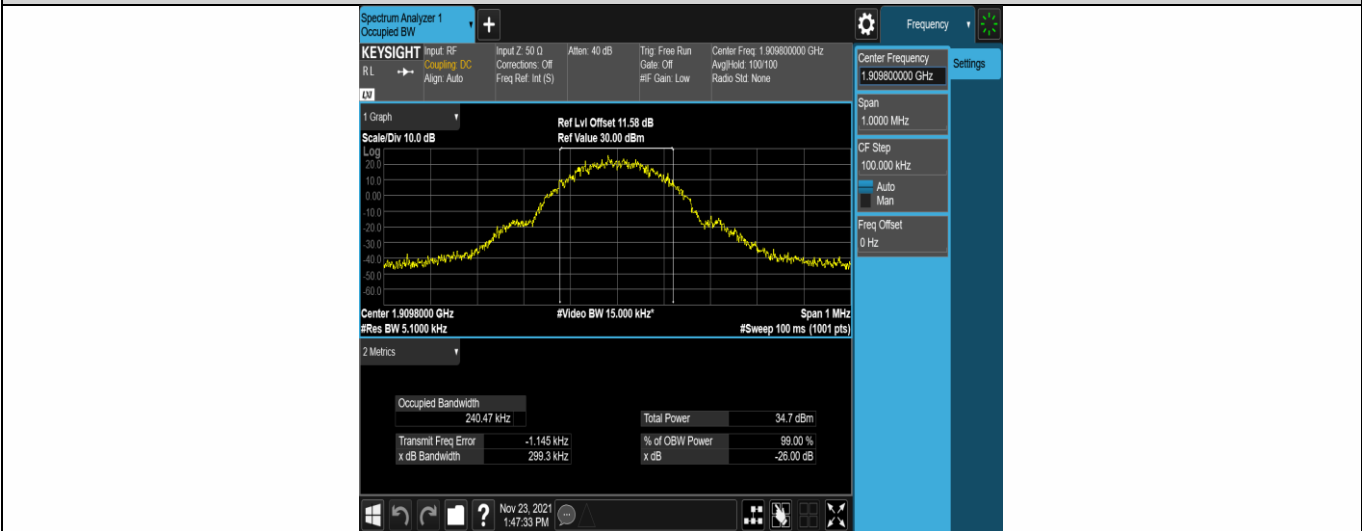 Spectrum Analyzer 1
Occupied BW
+
Frequency
KEYSIGHT
RL
LXI
Input: RF
Coupling: DC
Align: Auto
Input Z: 50 Ω
Corrections: Off
Freq Ref: Int (S)
Atten: 40 dB
Trig: Free Run
Gate: Off
#IF Gain: Low
Center Freq: 1.909800000 GHz
Avg|Hold: 100/100
Radio Std: None
Center Frequency
1.909800000 GHz
Settings
Span
1.0000 MHz
CF Step
100.000 kHz
Auto
Man
Freq Offset
0 Hz
1 Graph
Scale/Div 10.0 dB
Ref Lvl Offset 11.58 dB
Ref Value 30.00 dBm
Log
20.0
10.0
0.00
-10.0
-20.0
-30.0
-40.0
-50.0
-60.0
Center 1.9098000 GHz
#Res BW 5.1000 kHz
#Video BW 15.000 kHz*
Span 1 MHz
#Sweep 100 ms (1001 pts)
2 Metrics
Occupied Bandwidth
240.47 kHz
Transmit Freq Error -1.145 kHz
x dB Bandwidth 299.3 kHz
Total Power 34.7 dBm
% of OBW Power 99.00 %
x dB -26.00 dB
?
Nov 23, 2021
1:47:33 PM